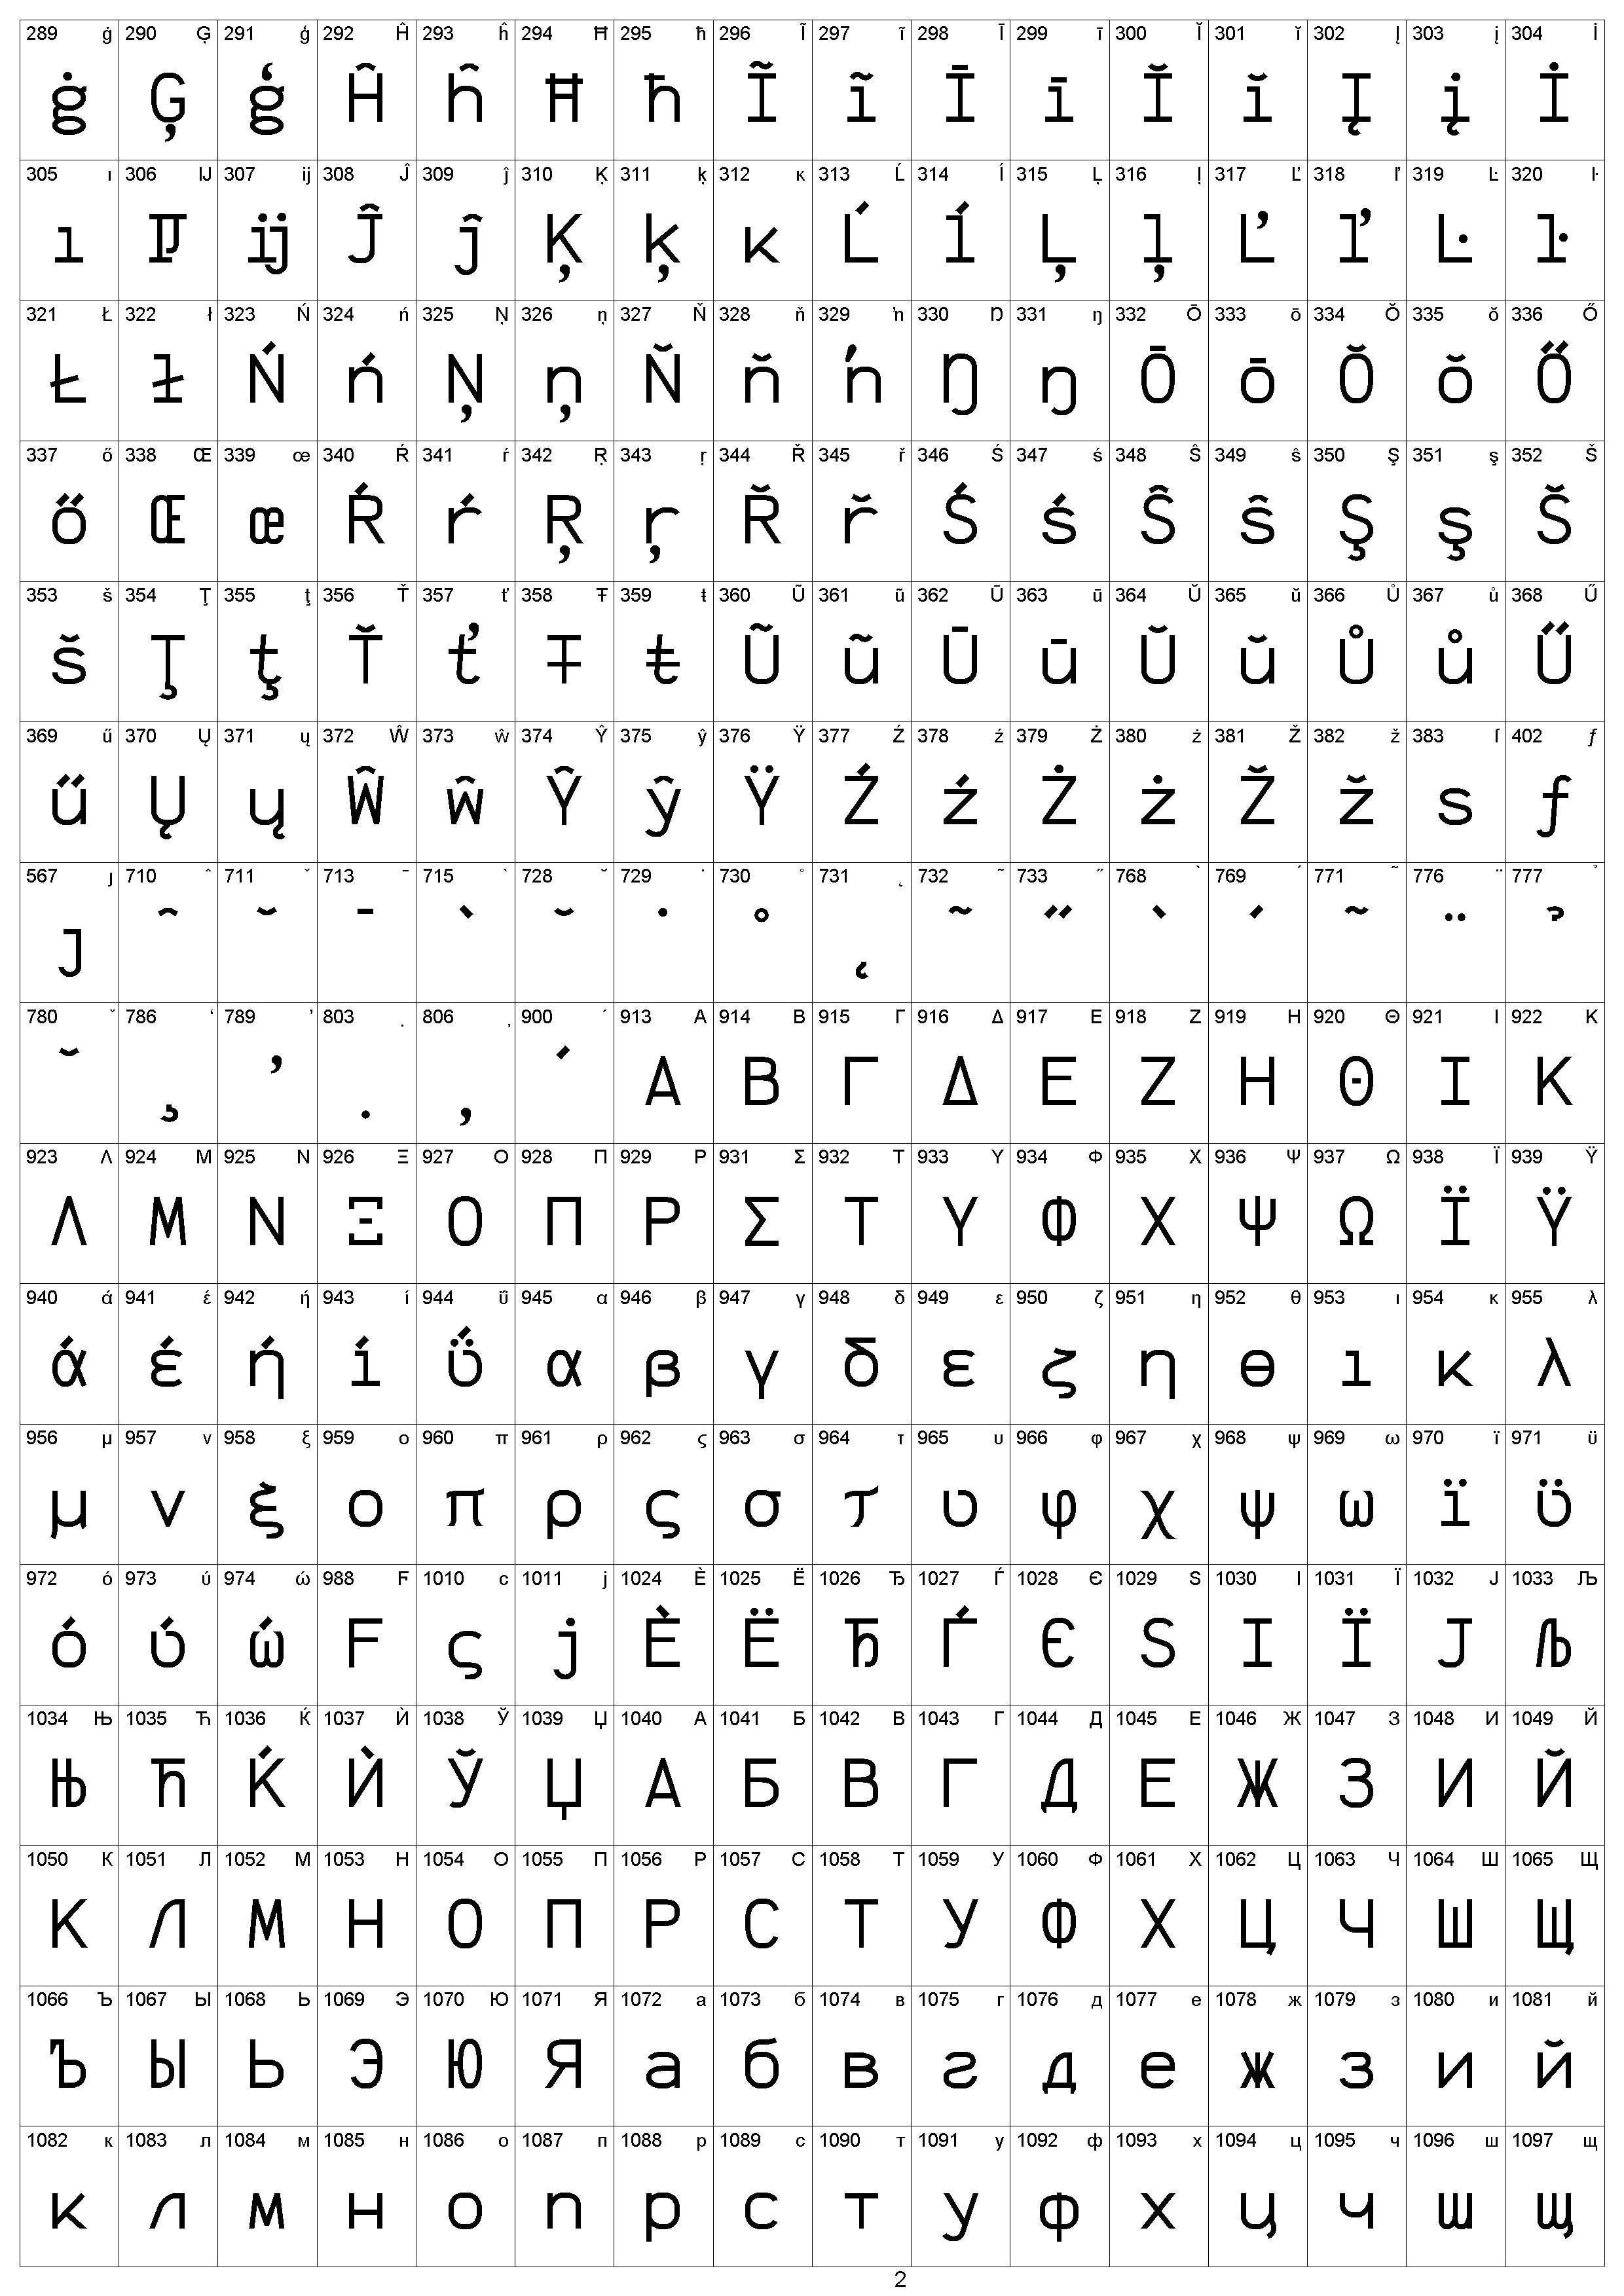 289 ġ 290 Ģ 291 ģ 292 Ĥ 293 ĥ 294 Ħ 295 ħ 296 Ĩ 297 ĩ 298 Ī 299 ī 300 Ĭ 301 ĭ 302 Į 303 į 304 İ
ġ Ģ ģ Ĥ ĥ Ħ ħ Ĩ ĩ Ī ī Ĭ ĭ Į į İ
305 ı 306 Ĳ 307 ĳ 308 Ĵ 309 ĵ 310 Ķ 311 ķ 312 ĸ 313 Ĺ 314 ĺ 315 Ļ 316 ļ 317 Ľ 318 ľ 319 Ŀ 320 ŀ
ı Ĳ ĳ Ĵ ĵ Ķ ķ ĸ Ĺ ĺ Ļ ļ Ľ ľ Ŀ ŀ
321 Ł 322 ł 323 Ń 324 ń 325 Ņ 326 ņ 327 Ň 328 ň 329 ŉ 330 Ŋ 331 ŋ 332 Ō 333 ō 334 Ŏ 335 ŏ 336 Ő
Ł ł Ń ń Ņ ņ Ň ň ŉ Ŋ ŋ Ō ō Ŏ ŏ Ő
337 ő 338 Œ 339 œ 340 Ŕ 341 ŕ 342 Ŗ 343 ŗ 344 Ř 345 ř 346 Ś 347 ś 348 Ŝ 349 ŝ 350 Ş 351 ş 352 Š
ő Œ œ Ŕ ŕ Ŗ ŗ Ř ř Ś ś Ŝ ŝ Ş ş Š
353 š 354 Ţ 355 ţ 356 Ť 357 ť 358 Ŧ 359 ŧ 360 Ũ 361 ũ 362 Ū 363 ū 364 Ŭ 365 ŭ 366 Ů 367 ů 368 Ű
š Ţ ţ Ť ť Ŧ ŧ Ũ ũ Ū ū Ŭ ŭ Ů ů Ű
369 ű 370 Ų 371 ų 372 Ŵ 373 ŵ 374 Ŷ 375 ŷ 376 Ÿ 377 Ź 378 ź 379 Ż 380 ż 381 Ž 382 ž 383 ſ 402 ƒ
ű Ų ų Ŵ ŵ Ŷ ŷ Ÿ Ź ź Ż ż Ž ž s ƒ
567 ȷ 710 ˆ 711 ˇ 713 ˉ 715 ˋ 728 ˘ 729 ˙ 730 ˚ 731 ˛ 732 ˜ 733 ˝ 768 ̀ 769 ́ 771 ̃ 776 ̈ 777 ̉
ȷ ˆ ˇ ˉ ˋ ˘ ˙ ˚ ˛ ˜ ˝ ̀ ́ ̃ ̈ ̉
780 ̌ 786 ̒ 789 ̕ 803 ̣ 806 ̦ 900 ΄ 913 Α 914 Β 915 Γ 916 Δ 917 Ε 918 Ζ 919 Η 920 Θ 921 Ι 922 Κ
ˇ ¸ ̕ ̣ ̦ ΄ Α Β Γ Δ Ε Ζ Η Θ Ι Κ
923 Λ 924 Μ 925 Ν 926 Ξ 927 Ο 928 Π 929 Ρ 931 Σ 932 Τ 933 Υ 934 Φ 935 Χ 936 Ψ 937 Ω 938 Ϊ 939 Ϋ
Λ Μ Ν Ξ Ο Π Ρ Σ Τ Υ Φ Χ Ψ Ω Ϊ Ϋ
940 ά 941 έ 942 ή 943 ί 944 ΰ 945 α 946 β 947 γ 948 δ 949 ε 950 ζ 951 η 952 θ 953 ι 954 κ 955 λ
ά έ ή ί ΰ α β γ δ ε ζ η θ ι κ λ
956 μ 957 ν 958 ξ 959 ο 960 π 961 ρ 962 ς 963 σ 964 τ 965 υ 966 φ 967 χ 968 ψ 969 ω 970 ϊ 971 ϋ
μ ν ξ ο π ρ ς σ τ υ φ χ ψ ω ϊ ϋ
972 ό 973 ύ 974 ώ 988 Ϝ 1010 ϲ 1011 ϳ 1024 Ѐ 1025 Ё 1026 Ђ 1027 Ѓ 1028 Є 1029 Ѕ 1030 І 1031 Ї 1032 Ј 1033 Љ
ό ύ ώ Ϝ ς ϳ Ѐ Ё Ђ Ѓ Є Ѕ І Ї Ј Љ
1034 Њ 1035 Ћ 1036 Ќ 1037 Ѝ 1038 Ў 1039 Џ 1040 А 1041 Б 1042 В 1043 Г 1044 Д 1045 Е 1046 Ж 1047 З 1048 И 1049 Й
Њ Ћ Ќ Ѝ Ў Џ А Б В Г Д Е Ж З И Й
1050 К 1051 Л 1052 М 1053 Н 1054 О 1055 П 1056 Р 1057 С 1058 Т 1059 У 1060 Ф 1061 Х 1062 Ц 1063 Ч 1064 Ш 1065 Щ
К Л М Н О П Р С Т У Ф Х Ц Ч Ш Щ
1066 Ъ 1067 Ы 1068 Ь 1069 Э 1070 Ю 1071 Я 1072 а 1073 б 1074 в 1075 г 1076 д 1077 е 1078 ж 1079 з 1080 и 1081 й
Ъ Ы Ь Э Ю Я а б в г д е ж з и й
1082 к 1083 л 1084 м 1085 н 1086 о 1087 п 1088 р 1089 с 1090 т 1091 у 1092 ф 1093 х 1094 ц 1095 ч 1096 ш 1097 щ
к л м н о п р с т у ф х ц ч ш щ
2